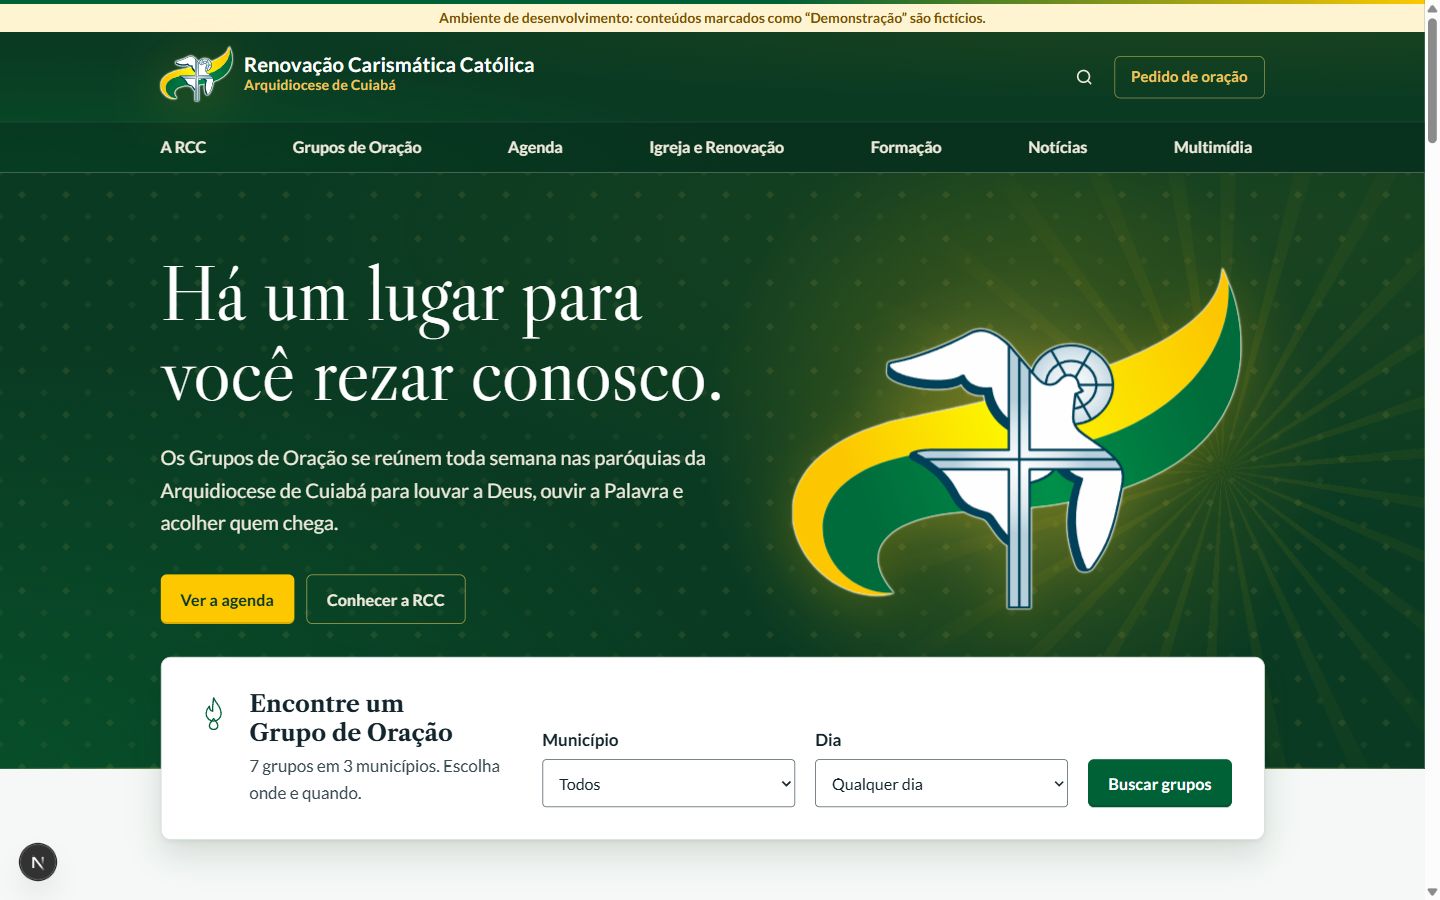 Ambiente de desenvolvimento: conteúdos marcados como “Demonstração” são fictícios.
Renovação Carismática Católica
Arquidiocese de Cuiabá
Pedido de oração
A RCC
Grupos de Oração
Agenda
Igreja e Renovação
Formação
Notícias
Multimídia
Há um lugar para
você rezar conosco.
Os Grupos de Oração se reúnem toda semana nas paróquias da
Arquidiocese de Cuiabá para louvar a Deus, ouvir a Palavra e
acolher quem chega.
Ver a agenda
Conhecer a RCC
Encontre um
Grupo de Oração
7 grupos em 3 municípios. Escolha
onde e quando.
Município
Todos
Dia
Qualquer dia
Buscar grupos
N